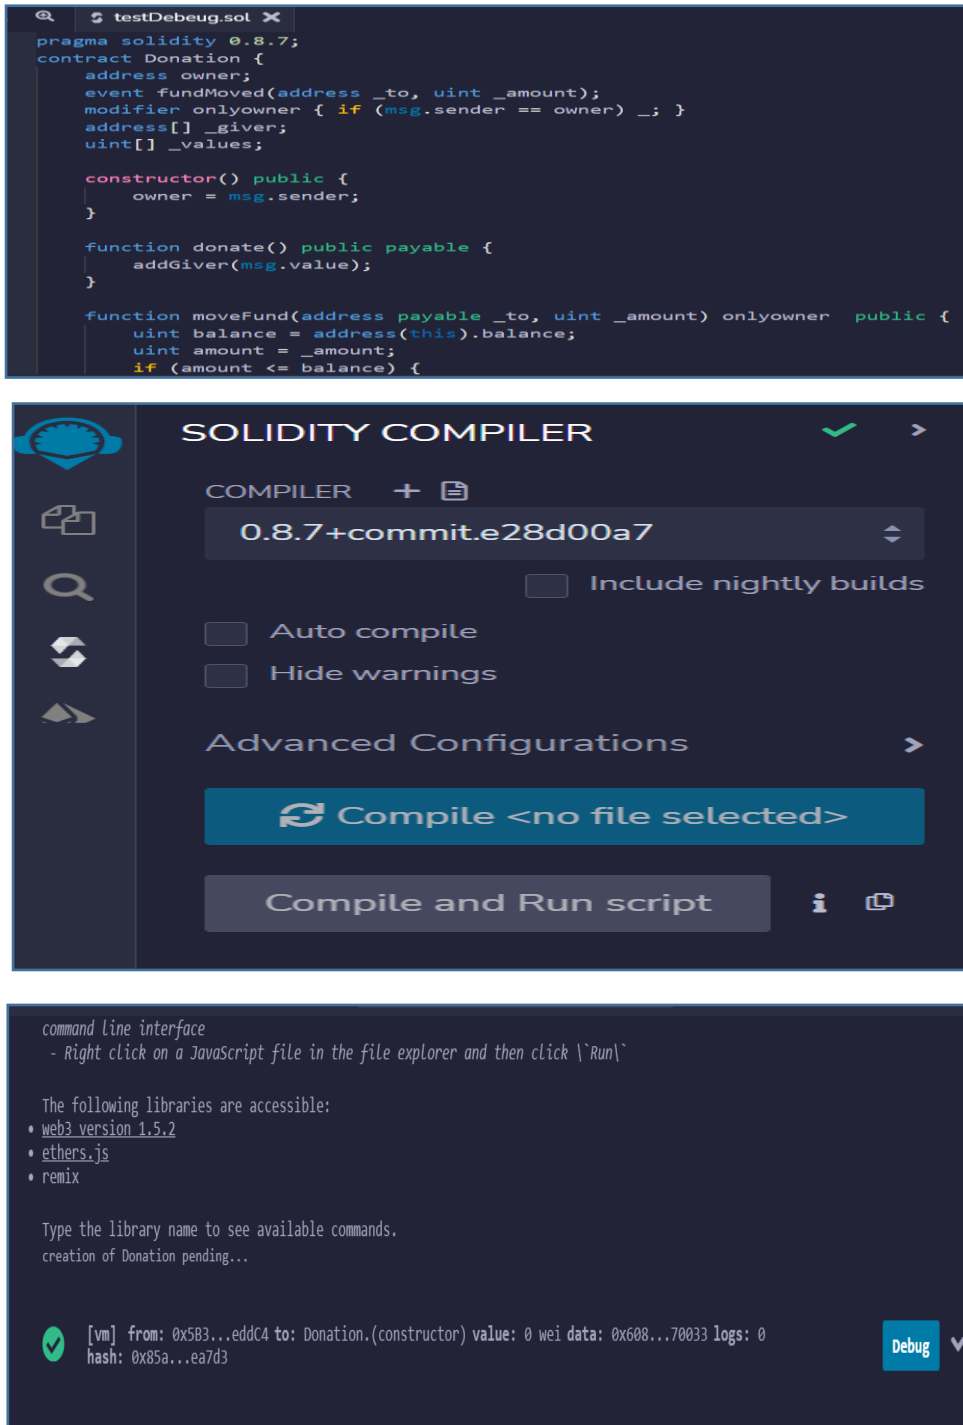 testDebeug.sol
pragma solidity 0.8.7;
contract Donation {
address owner;
event fundMoved(address _to, uint _amount);
modifier onlyowner { if (msg.sender == owner) _; }
address[] _giver;
uint[] _values;
constructor() public {
owner = msg.sender;
}
function donate() public payable {
addGiver(msg.value);
}
function moveFund(address payable _to, uint _amount) onlyowner  public {
uint balance = address(this).balance;
uint amount = _amount;
if (amount <= balance) {
SOLIDITY COMPILER
COMPILER
0.8.7+commit.e28d00a7
Include nightly builds
Auto compile
Hide warnings
Advanced Configurations
Compile <no file selected>
Compile and Run script
command line interface
- Right click on a JavaScript file in the file explorer and then click \`Run\`
The following libraries are accessible:
• web3 version 1.5.2
• ethers.js
• remix
Type the library name to see available commands.
creation of Donation pending...
[vm] from: 0x5B3...eddC4 to: Donation.(constructor) value: 0 wei data: 0x608...70033 logs: 0
hash: 0x85a...ea7d3
Debug